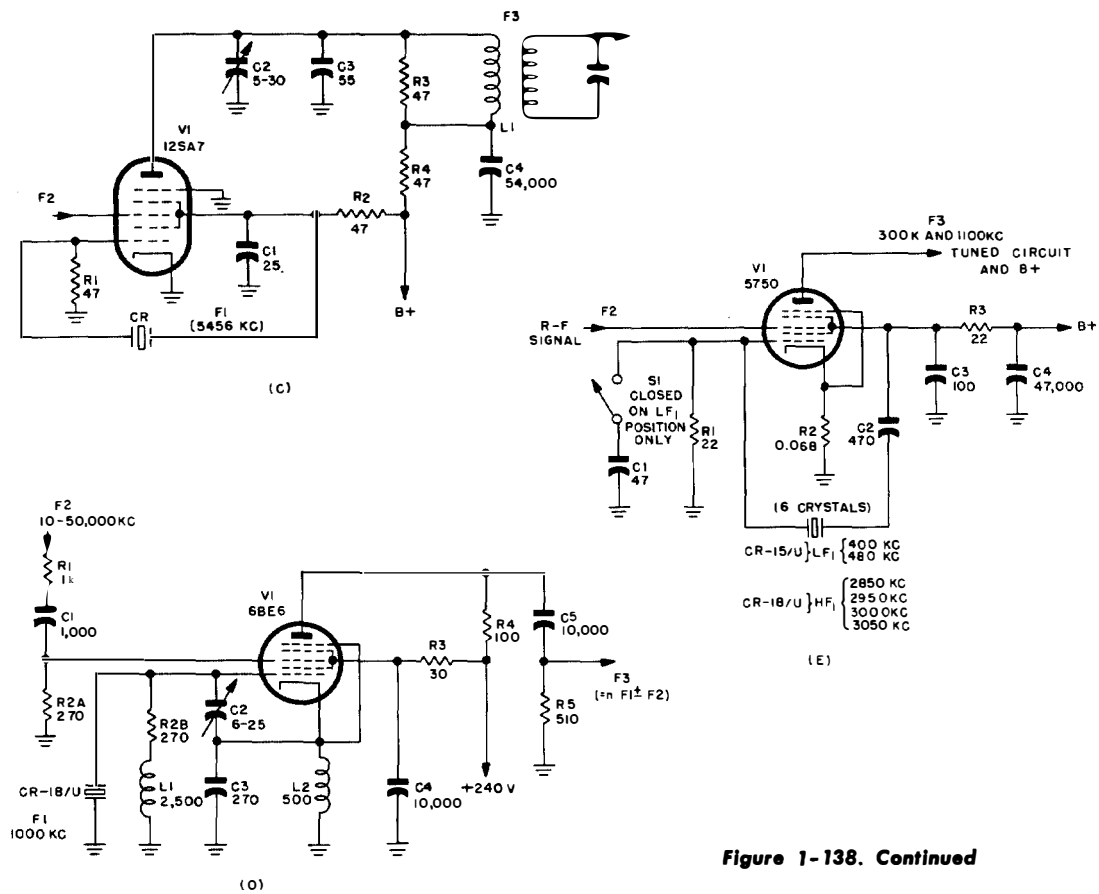 F3
C2
5-30
C3
55
R3
47
L1
V1
12SA7
R4
47
C4
54,000
F2
R2
47
C1
25.
R1
47
B+
CR
F1
(5456 KC)
(C)
F3
300K AND 1100KC
TUNED CIRCUIT
AND B+
V1
5750
R-F
SIGNAL
F2
R3
22
B+
C3
100
C4
47,000
S1
CLOSED
ON LF1
POSITION
ONLY
R1
22
R2
0.068
C2
470
C1
47
(6 CRYSTALS)
CR-15/U } LF1 { 400 KC
480 KC
CR-18/U } HF1 { 2850 KC
2950 KC
3000KC
3050 KC
(E)
F2
10-50,000KC
R1
1k
C1
1,000
V1
6BE6
R4
100
C5
10,000
R3
30
F3
(=n F1 ± F2)
R2A
270
R2B
270
C2
6-25
R5
510
CR-18/U
F1
1000 KC
L1
2,500
C3
270
L2
500
C4
10,000
+240 V
(D)
Figure 1-138. Continued